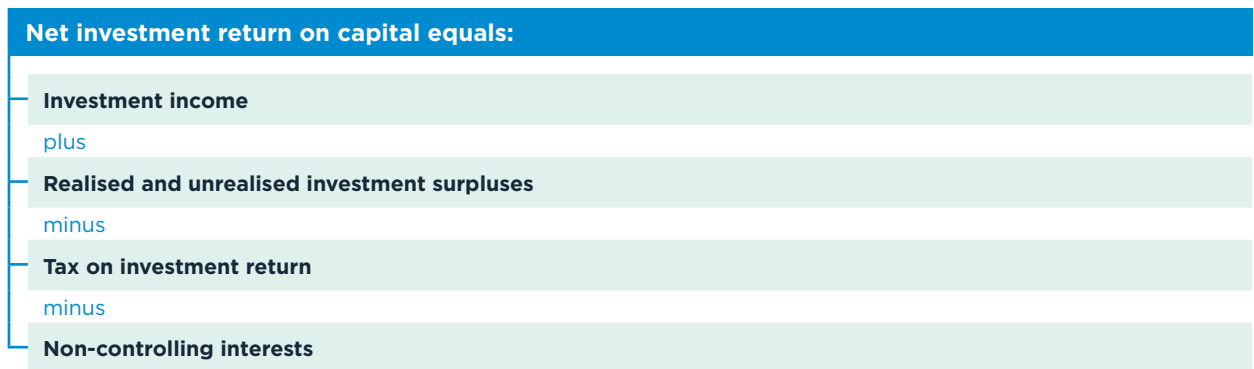 Net investment return on capital equals:
Investment income
plus
Realised and unrealised investment surpluses
minus
Tax on investment return
minus
Non-controlling interests